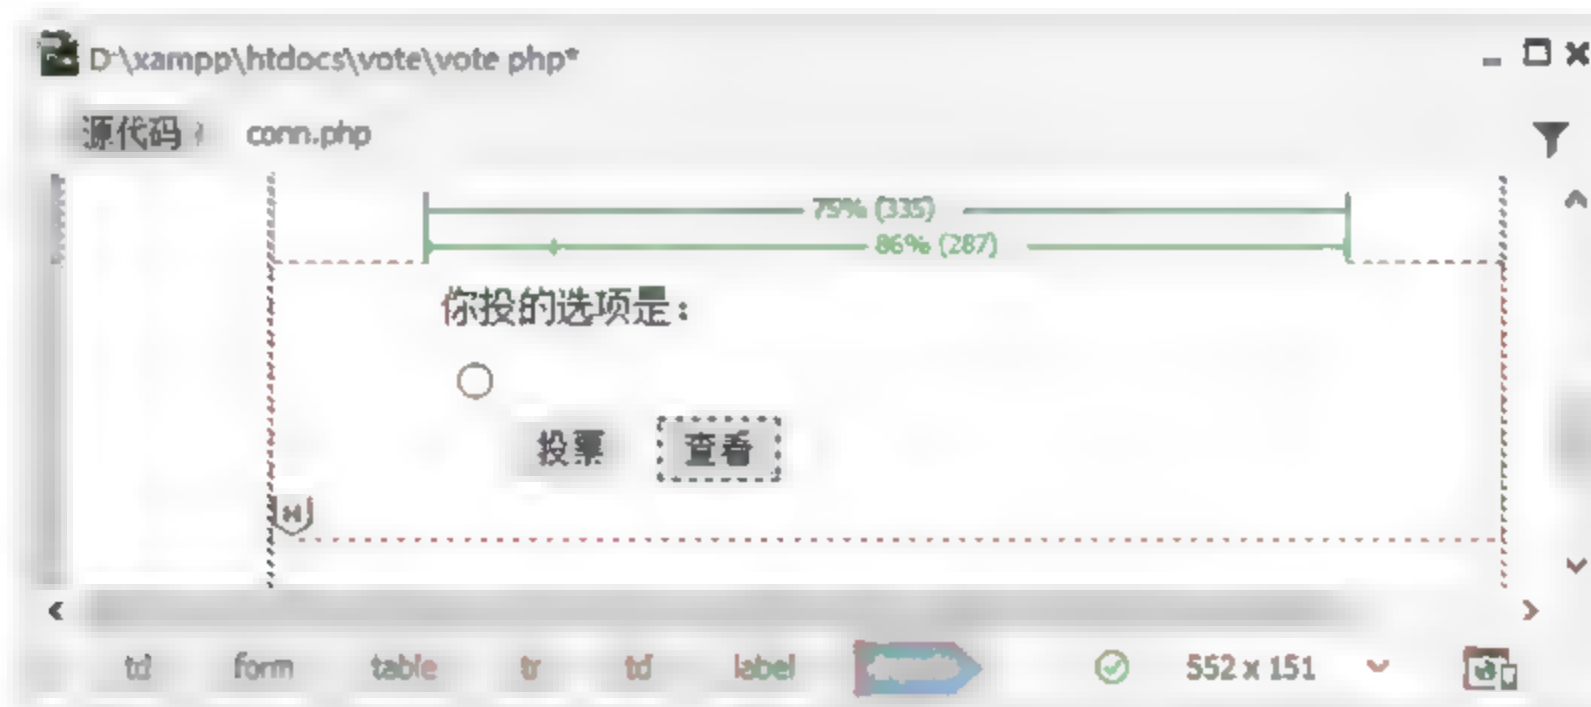 D:\xampp\htdocs\vote\vote.php*
源代码 conn.php
75% (335)
86% (287)
你投的选项是：
投票 查看
td form table tr td label 552 x 151